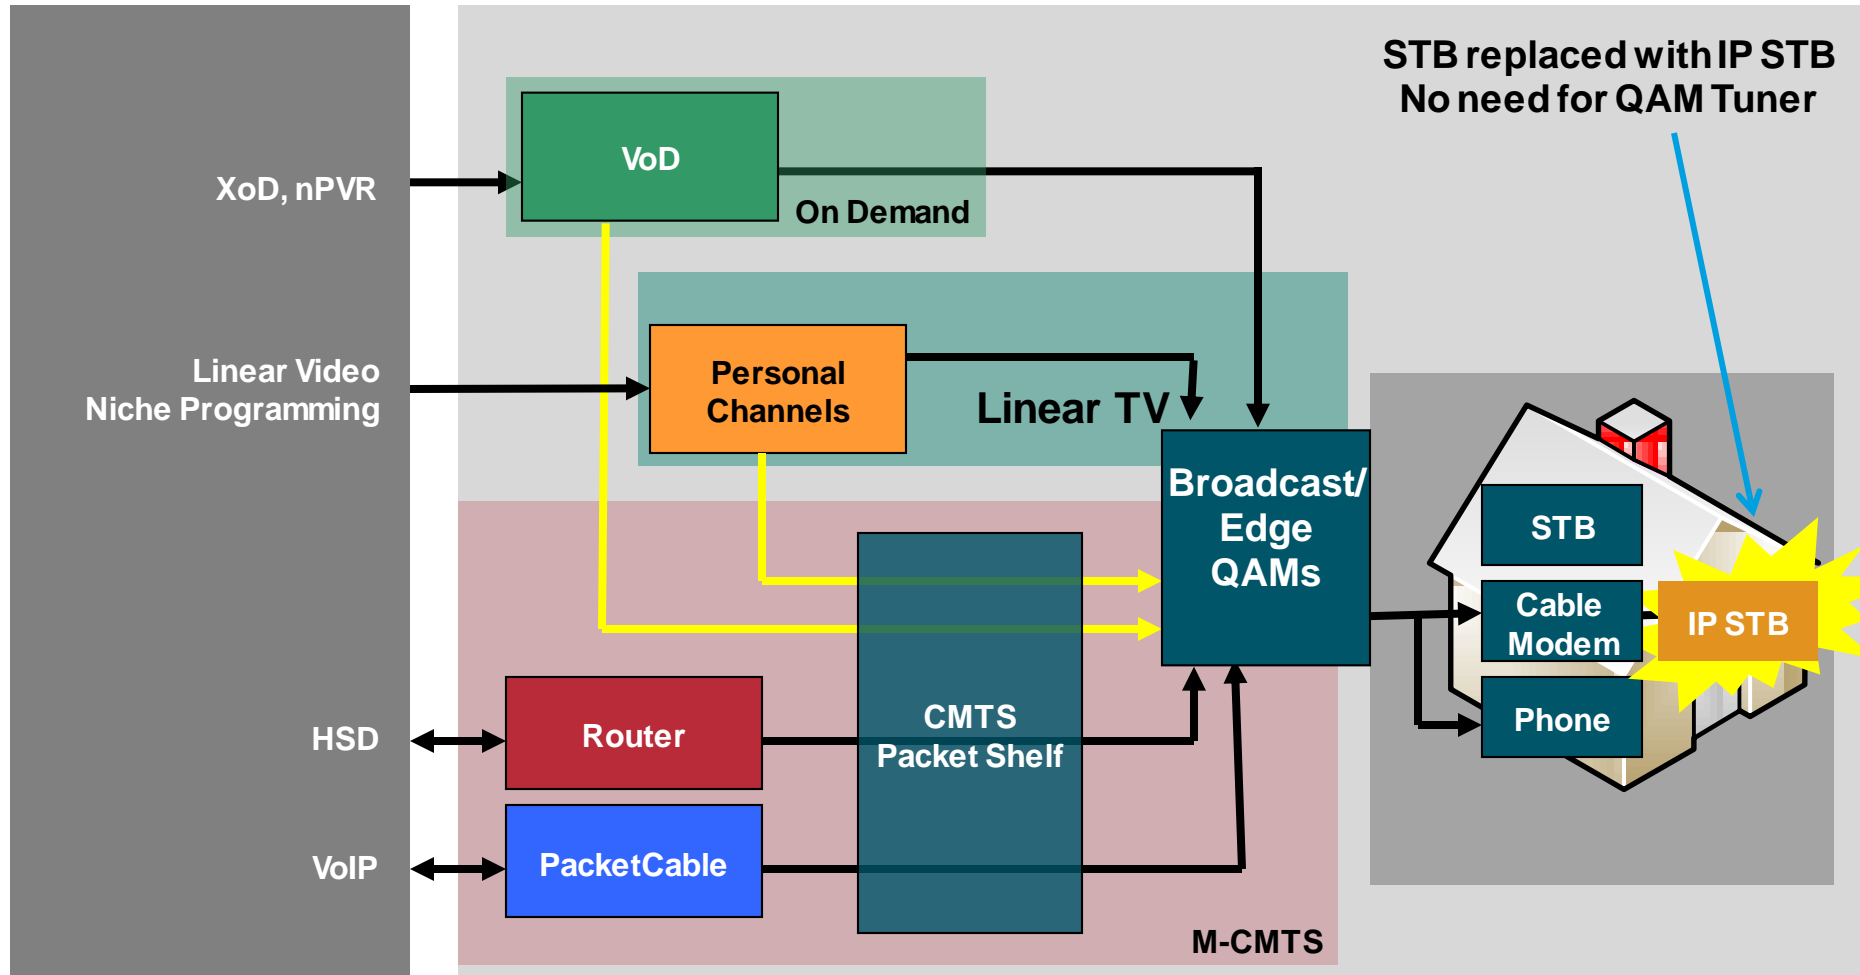 STB replaced with IP STB
No need for QAM Tuner
XoD, nPVR
VoD
On Demand
Linear Video
Niche Programming
Personal
Channels
Linear TV
Broadcast/
Edge
QAMs
STB
Cable
Modem
IP STB
Phone
HSD
Router
CMTS
Packet Shelf
VoIP
PacketCable
M-CMTS